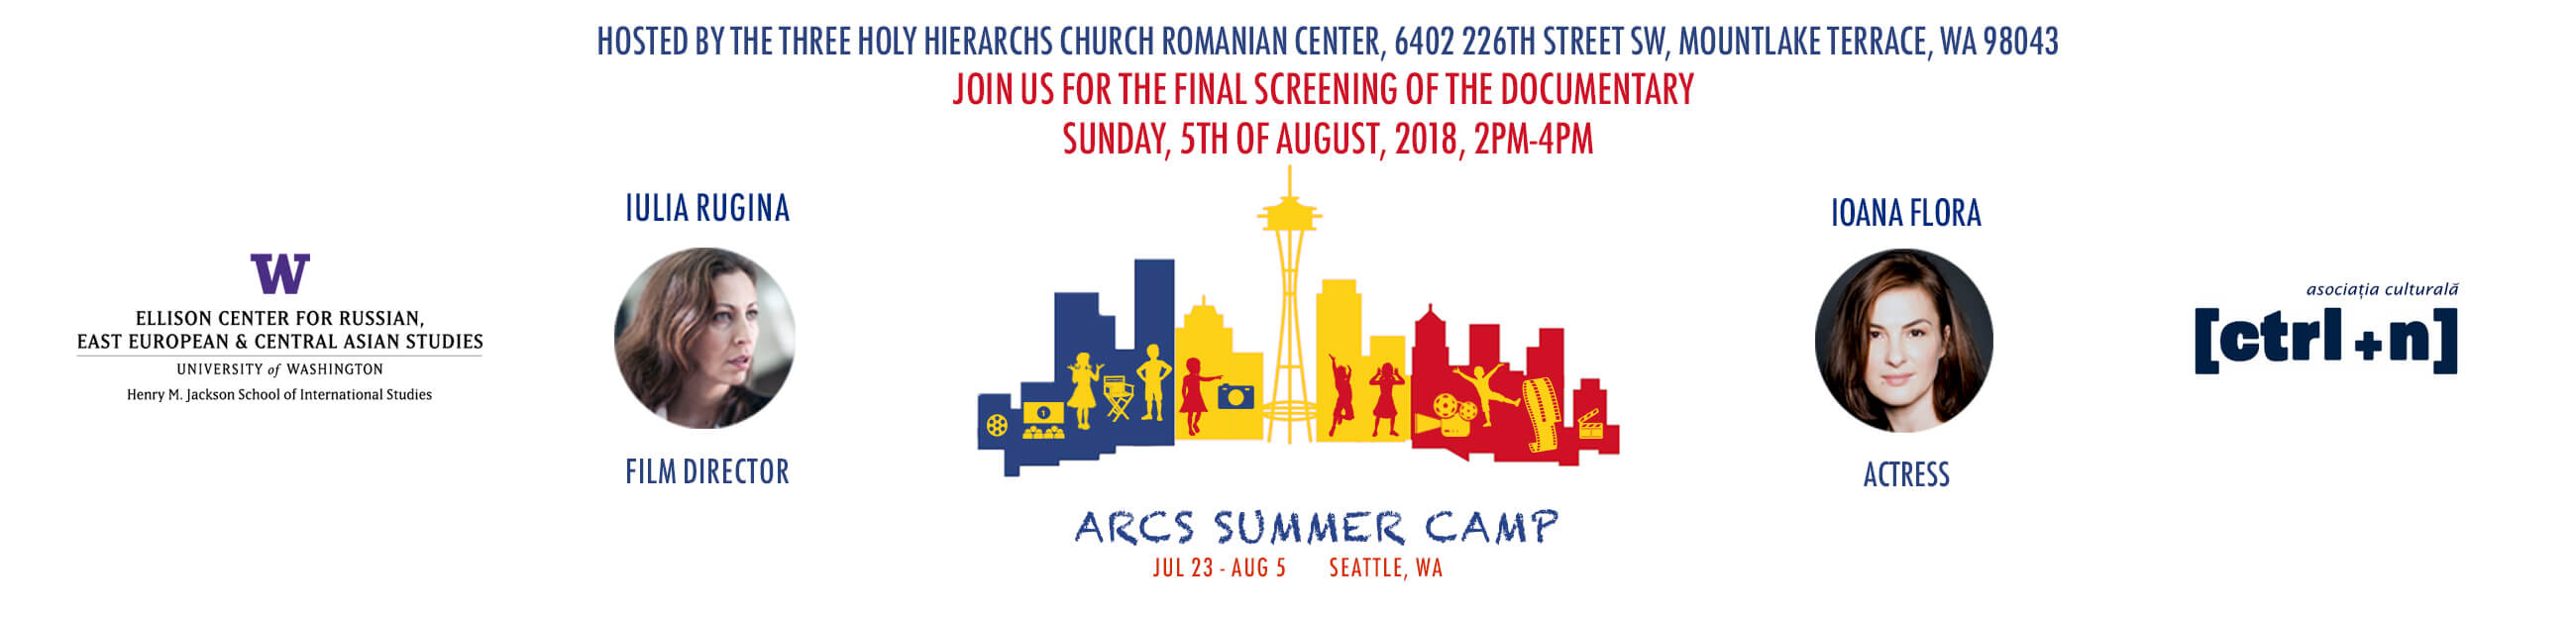 HOSTED BY THE THREE HOLY HIERARCHS CHURCH ROMANIAN CENTER, 6402 226TH STREET SW, MOUNTLAKE TERRACE, WA 98043
JOIN US FOR THE FINAL SCREENING OF THE DOCUMENTARY
SUNDAY, 5TH OF AUGUST, 2018, 2PM-4PM
W
ELLISON CENTER FOR RUSSIAN,
EAST EUROPEAN & CENTRAL ASIAN STUDIES
UNIVERSITY of WASHINGTON
Henry M. Jackson School of International Studies
IULIA RUGINA
FILM DIRECTOR
1
ARCS SUMMER CAMP
JUL 23 - AUG 5 SEATTLE, WA
IOANA FLORA
ACTRESS
asociația culturală
[ctrl+n]